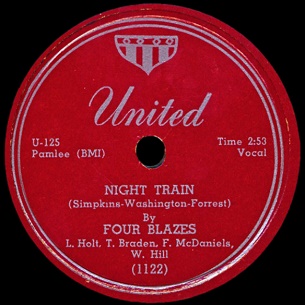 United
U-125
Pamlee (BMI)
Time 2:53
Vocal
NIGHT TRAIN
(Simpkins-Washington-Forrest)
By
FOUR BLAZES
L. Holt, T. Braden, F. McDaniels,
W. Hill
(1122)